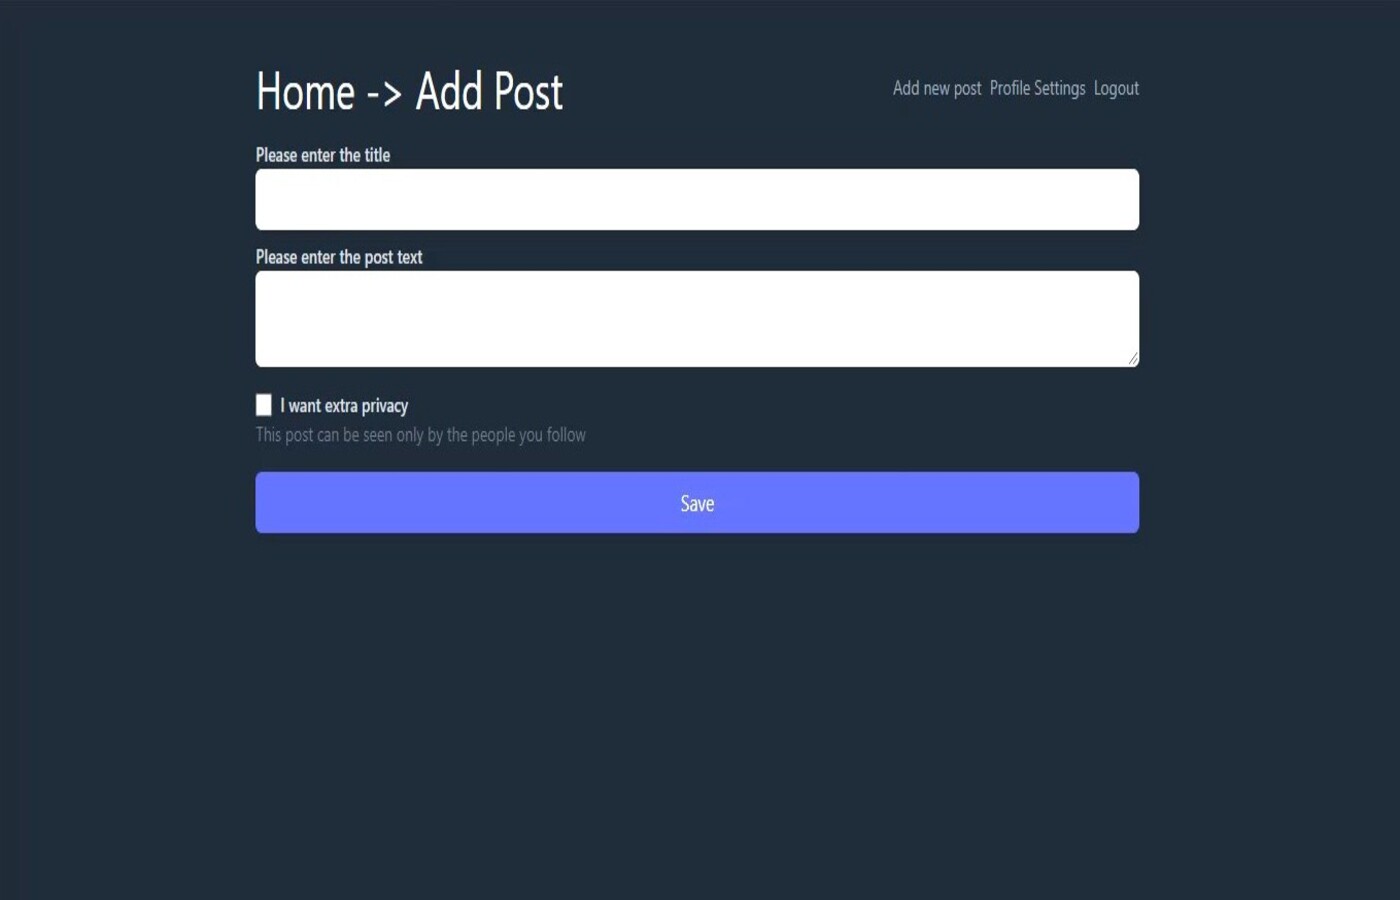 Home -> Add Post
Add new post Profile Settings Logout
Please enter the title
Please enter the post text
I want extra privacy
This post can be seen only by the people you follow
Save